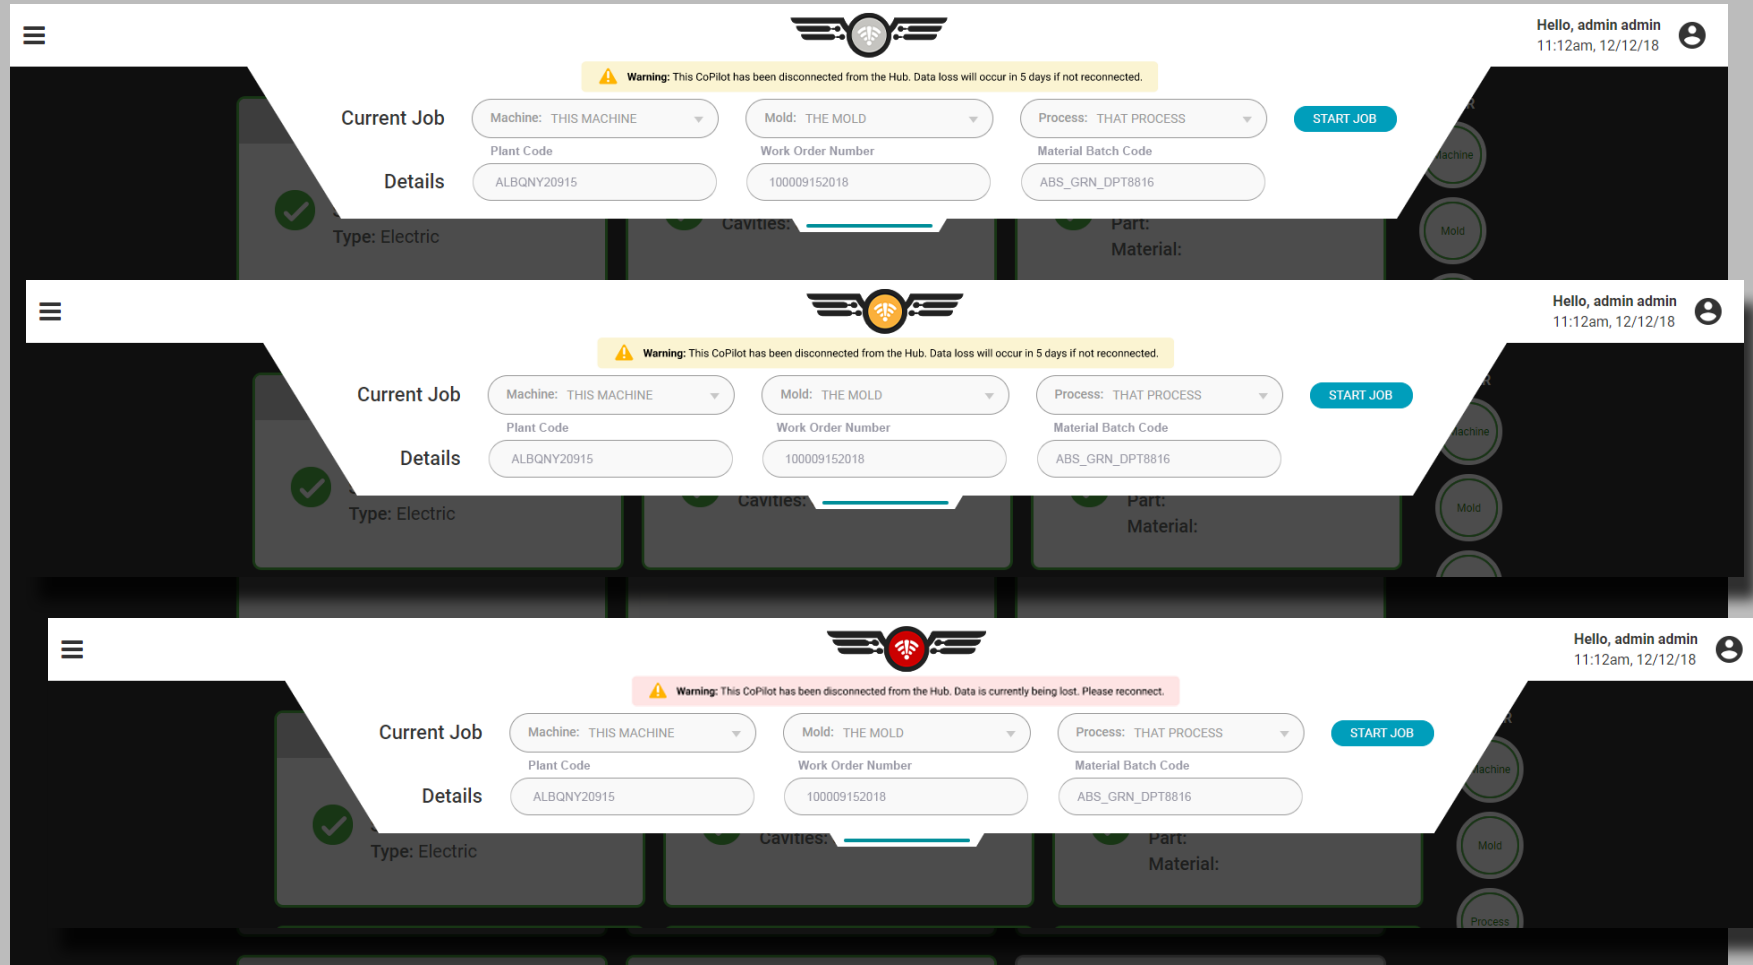 Hello, admin admin
11:12am, 12/12/18
Warning: This CoPilot has been disconnected from the Hub. Data loss will occur in 5 days if not reconnected.
Current Job
Machine: THIS MACHINE
Mold: THE MOLD
Process: THAT PROCESS
START JOB
R
Machine
Plant Code
Work Order Number
Material Batch Code
Details
ALBQNY20915
100009152018
ABS_GRN_DPT8816
Cavities:
Part:
Type: Electric
Material:
Mold
Hello, admin admin
11:12am, 12/12/18
Warning: This CoPilot has been disconnected from the Hub. Data loss will occur in 5 days if not reconnected.
Current Job
Machine: THIS MACHINE
Mold: THE MOLD
Process: THAT PROCESS
START JOB
R
Machine
Plant Code
Work Order Number
Material Batch Code
Details
ALBQNY20915
100009152018
ABS_GRN_DPT8816
Cavities:
Part:
Type: Electric
Material:
Mold
Hello, admin admin
11:12am, 12/12/18
Warning: This CoPilot has been disconnected from the Hub. Data is currently being lost. Please reconnect.
Current Job
Machine: THIS MACHINE
Mold: THE MOLD
Process: THAT PROCESS
START JOB
R
Machine
Plant Code
Work Order Number
Material Batch Code
Details
ALBQNY20915
100009152018
ABS_GRN_DPT8816
Cavities:
Part:
Type: Electric
Material:
Mold
Process